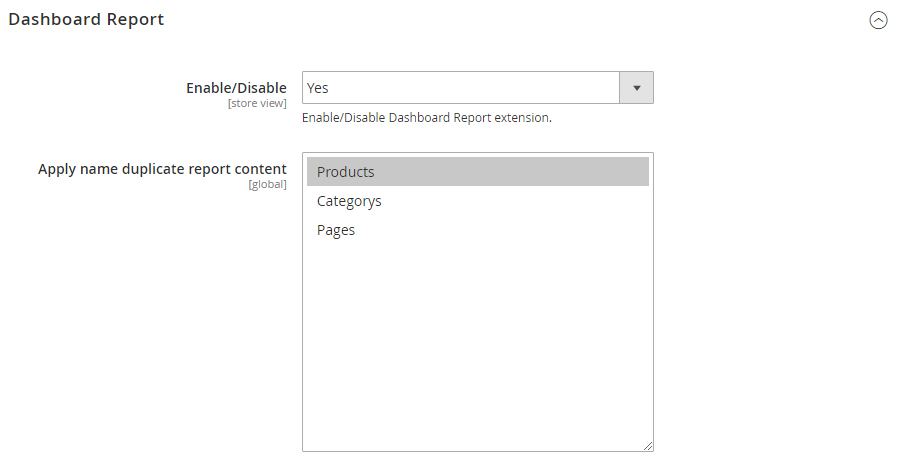 Dashboard Report
Enable/Disable
[store view]
Yes
Enable/Disable Dashboard Report extension.
Apply name duplicate report content
[global]
Products
Categorys
Pages